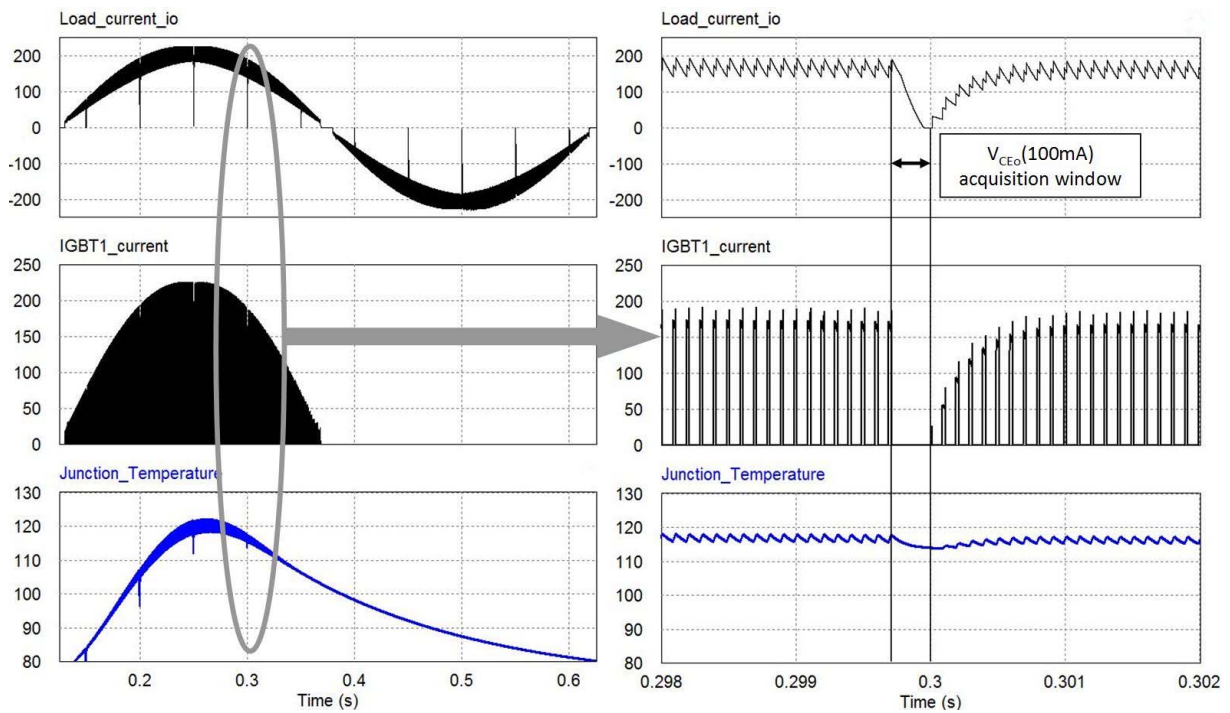 Load_current_io
200
100
0
-100
-200
IGBT1_current
250
200
150
100
50
0
Junction_Temperature
130
120
110
100
90
80
0.2 0.3 0.4 0.5 0.6
Time (s)
Load_current_io
200
100
0
-100
-200
V_CEo(100mA)
acquisition window
IGBT1_current
250
200
150
100
50
0
Junction_Temperature
130
120
110
100
90
80
0.298 0.299 0.3 0.301 0.302
Time (s)